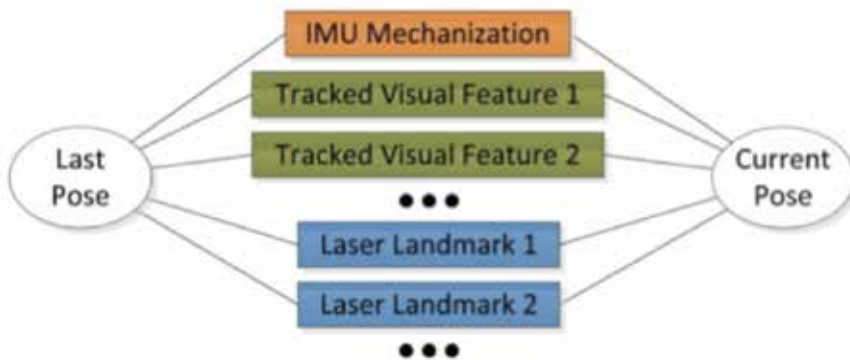 IMU Mechanization
Tracked Visual Feature 1
Last
Pose
Tracked Visual Feature 2
Current
Pose
•••
Laser Landmark 1
Laser Landmark 2
•••